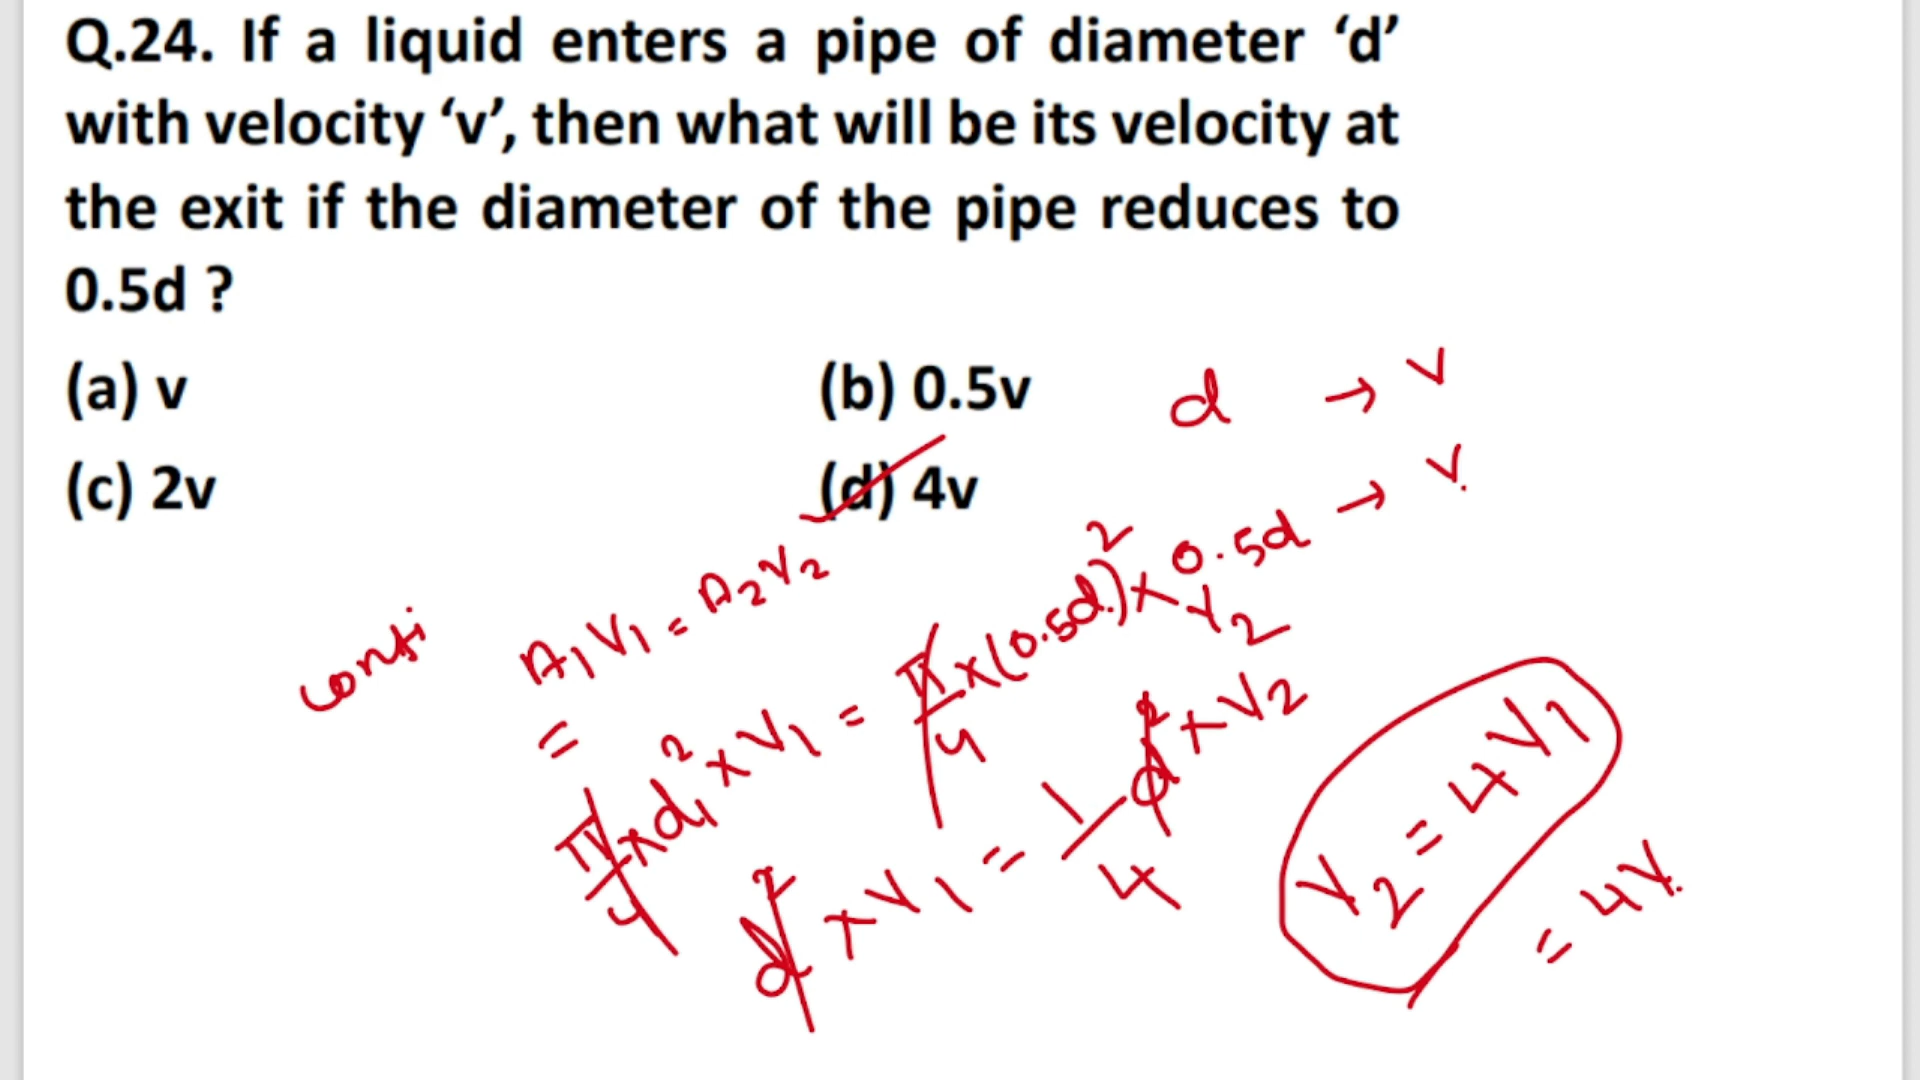 Q.24. If a liquid enters a pipe of diameter ‘d’
with velocity ‘v’, then what will be its velocity at
the exit if the diameter of the pipe reduces to
0.5d ?
(a) v (b) 0.5v
(c) 2v (d) 4v
d → v
0.5d → v.
conti
A₁V₁ = A₂V₂
= π/4 x d₁² x V₁ = π/4 x (0.5d)² x V₂
d² x V₁ = 1/4 d² x V₂
V₂ = 4V₁
= 4V.